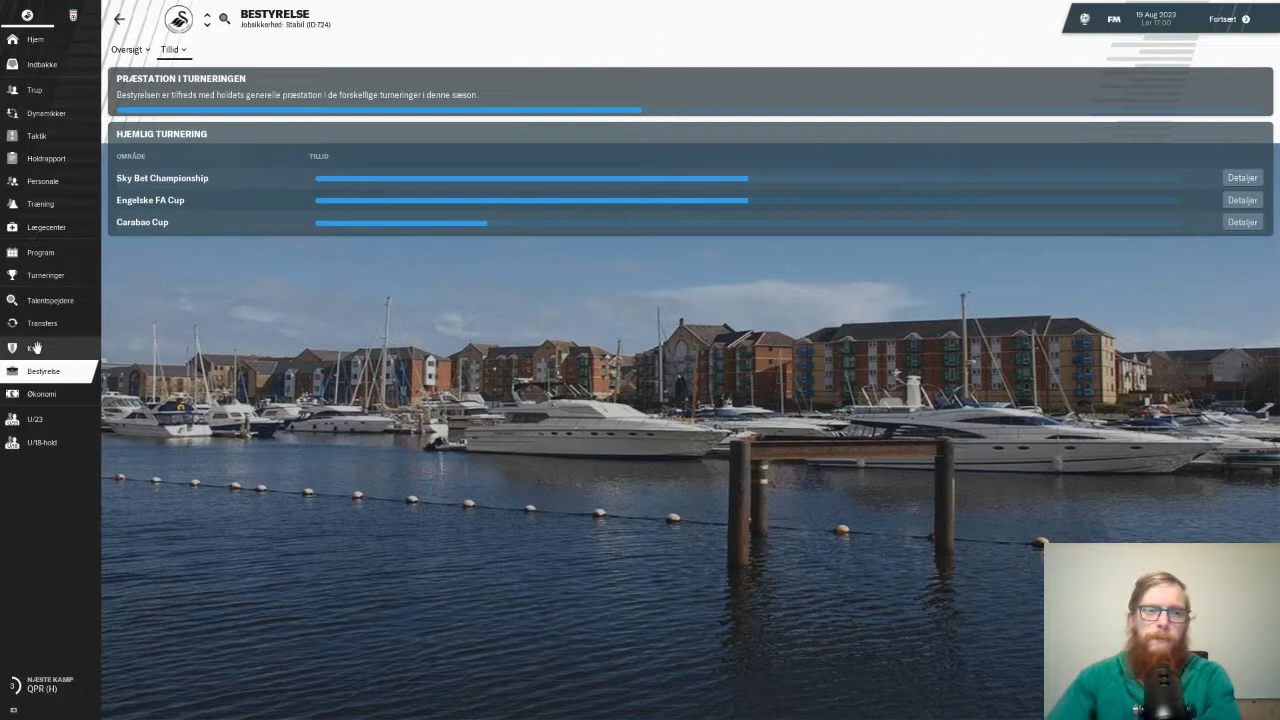 BESTYRELSE
Jobsikkerhed: Stabil (ID:724)
FM
19 Aug 2023
Lør 17:00
Fortsæt
Hjem
Indbakke
Trup
Dynamikker
Taktik
Holdrapport
Personale
Træning
Lægecenter
Program
Turneringer
Talentspejdere
Transfers
Bestyrelse
Økonomi
U/23
U/18-hold
3
NÆSTE KAMP
QPR (H)
Oversigt
Tillid
PRÆSTATION I TURNERINGEN
Bestyrelsen er tilfreds med holdets generelle præstation i de forskellige turneringer i denne sæson.
HJEMLIG TURNERING
OMRÅDE TILLID
Sky Bet Championship Detaljer
Engelske FA Cup Detaljer
Carabao Cup Detaljer